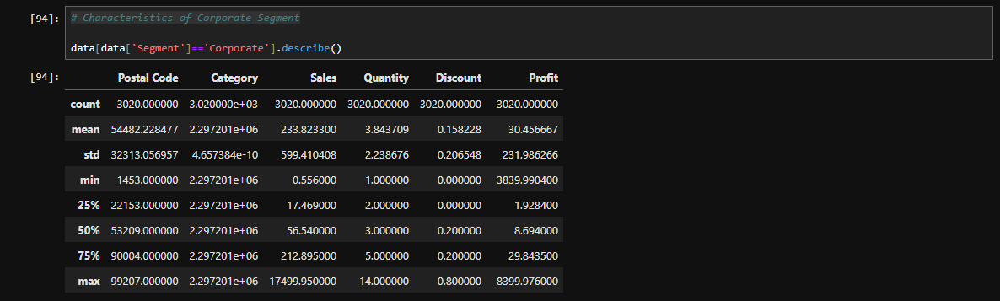 [94]: # Characteristics of Corporate Segment
data[data['Segment']=='Corporate'].describe()
[94]: Postal Code Category Sales Quantity Discount Profit
count 3020.000000 3.020000e+03 3020.000000 3020.000000 3020.000000 3020.000000
mean 54482.228477 2.297201e+06 233.823300 3.843709 0.158228 30.456667
std 32313.056957 4.657384e-10 599.410408 2.238676 0.206548 231.986266
min 1453.000000 2.297201e+06 0.556000 1.000000 0.000000 -3839.990400
25% 22153.000000 2.297201e+06 17.469000 2.000000 0.000000 1.928400
50% 53209.000000 2.297201e+06 56.540000 3.000000 0.200000 8.694000
75% 90004.000000 2.297201e+06 212.895000 5.000000 0.200000 29.843500
max 99207.000000 2.297201e+06 17499.950000 14.000000 0.800000 8399.976000